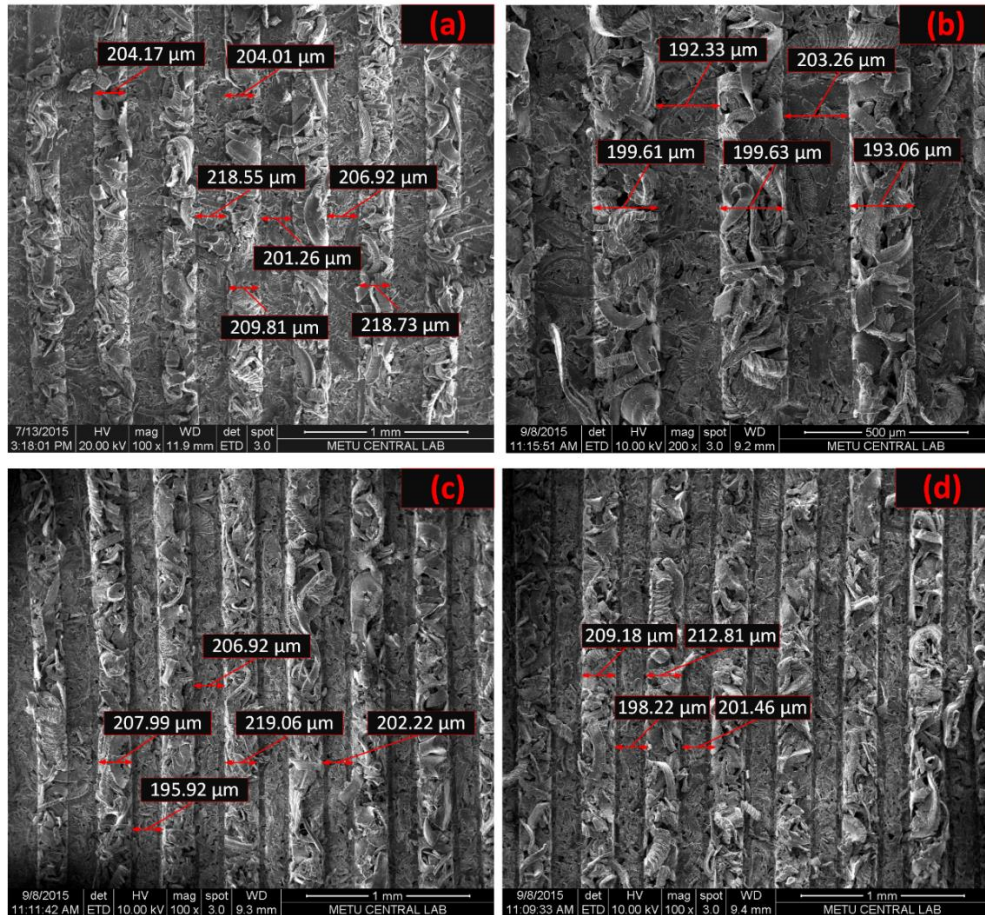 (a)
204.17 µm
204.01 µm
218.55 µm
206.92 µm
201.26 µm
209.81 µm
218.73 µm
7/13/2015 HV mag WD det spot 1 mm
3:18:01 PM 20.00 kV 100 x 11.9 mm ETD 3.0 METU CENTRAL LAB
(b)
192.33 µm
203.26 µm
199.61 µm
199.63 µm
193.06 µm
9/8/2015 HV mag WD det spot 500 µm
11:15:51 AM 10.00 kV 200 x 9.2 mm ETD 3.0 METU CENTRAL LAB
(c)
206.92 µm
207.99 µm
219.06 µm
202.22 µm
195.92 µm
9/8/2015 det HV mag spot WD 1 mm
11:11:42 AM ETD 10.00 kV 100 x 3.0 9.3 mm METU CENTRAL LAB
(d)
209.18 µm
212.81 µm
198.22 µm
201.46 µm
9/8/2015 det HV mag spot WD 1 mm
11:09:33 AM ETD 10.00 kV 100 x 3.0 9.4 mm METU CENTRAL LAB